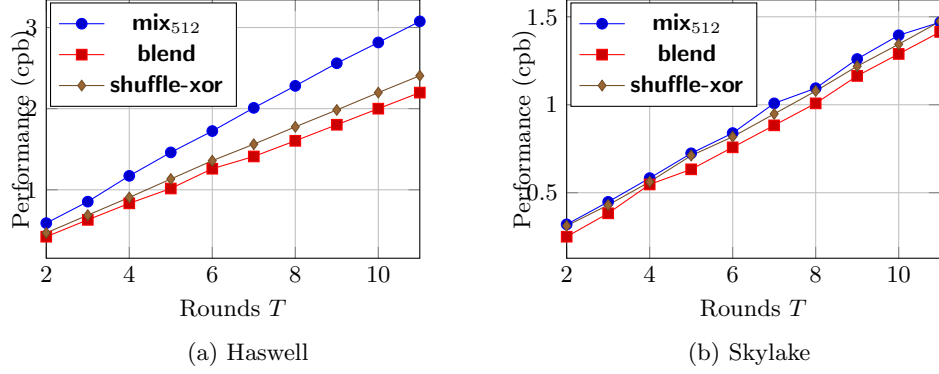 mix512
blend
shuffle-xor
Performance (cpb)
3
2
1
2
4
6
8
10
Rounds T
(a) Haswell
mix512
blend
shuffle-xor
Performance (cpb)
1.5
1
0.5
2
4
6
8
10
Rounds T
(b) Skylake